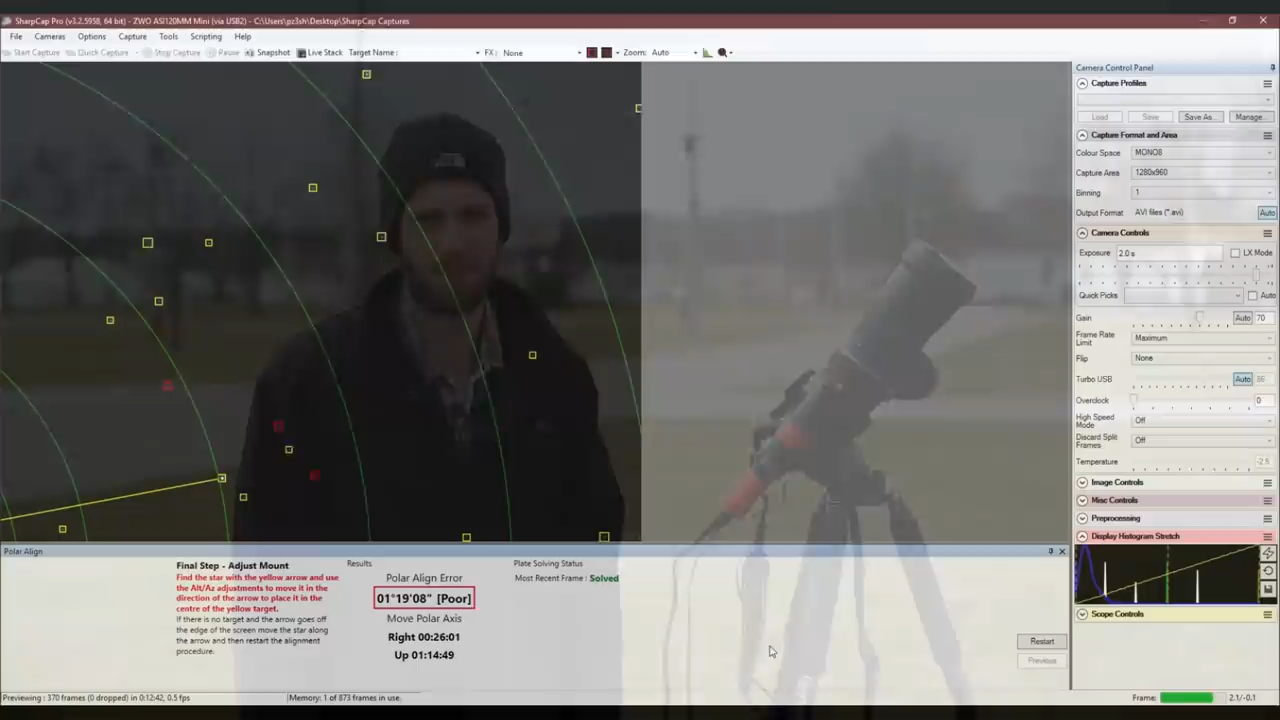 SharpCap Pro (v3.2.5958, 64 bit) - ZWO ASI120MM Mini (via USB2) - C:\Users\pz3sh\Desktop\SharpCap Captures
File Cameras Options Capture Tools Scripting Help
Start Capture Quick Capture Stop Capture Pause Snapshot Live Stack Target Name: FX: None Zoom: Auto
Camera Control Panel
Capture Profiles
Load Save Save As... Manage...
Capture Format and Area
Colour Space MONO8
Capture Area 1280x960
Binning 1
Output Format AVI files (*.avi) Auto
Camera Controls
Exposure 2.0 s LX Mode
Quick Picks Auto
Gain Auto 70
Frame Rate
Limit
Maximum
Flip None
Turbo USB Auto 86
Overclock 0
High Speed
Mode
Off
Discard Split
Frames
Off
Temperature -2.5
Image Controls
Misc Controls
Preprocessing
Display Histogram Stretch
Scope Controls
Polar Align
Final Step - Adjust Mount
Find the star with the yellow arrow and use
the Alt/Az adjustments to move it in the
direction of the arrow to place it in the
centre of the yellow target.
If there is no target and the arrow goes off
the edge of the screen move the star along
the arrow and then restart the alignment
procedure.
Results
Polar Align Error
01°19'08" [Poor]
Move Polar Axis
Right 00:26:01
Up 01:14:49
Plate Solving Status
Most Recent Frame : Solved
Restart
Previous
Previewing : 370 frames (0 dropped) in 0:12:42, 0.5 fps Memory: 1 of 873 frames in use. Frame: 2.1/-0.1